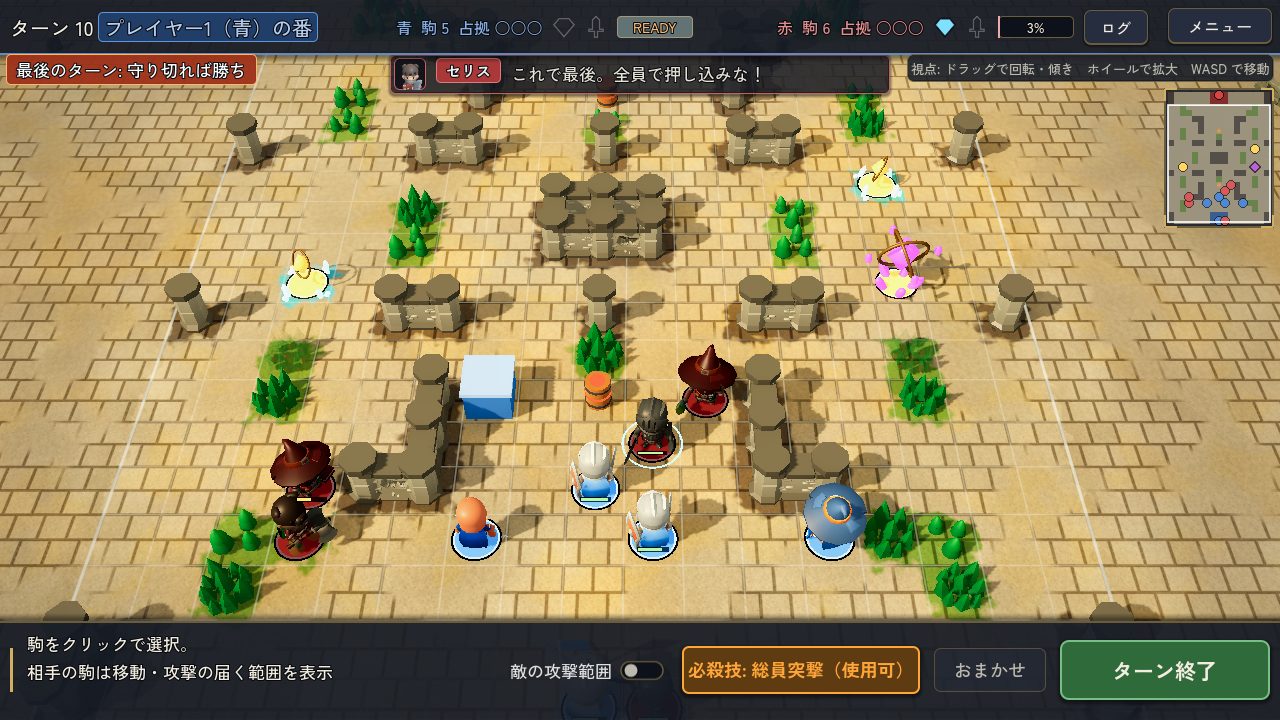 ターン 10 プレイヤー1（青）の番
青 駒 5 占拠 〇〇〇 READY
赤 駒 6 占拠 〇〇〇 3%
ログ
メニュー
最後のターン: 守り切れば勝ち
セリス これで最後。全員で押し込みな！
視点: ドラッグで回転・傾き ホイールで拡大 WASD で移動
駒をクリックで選択。
相手の駒は移動・攻撃の届く範囲を表示
敵の攻撃範囲
必殺技: 総員突撃（使用可）
おまかせ
ターン終了